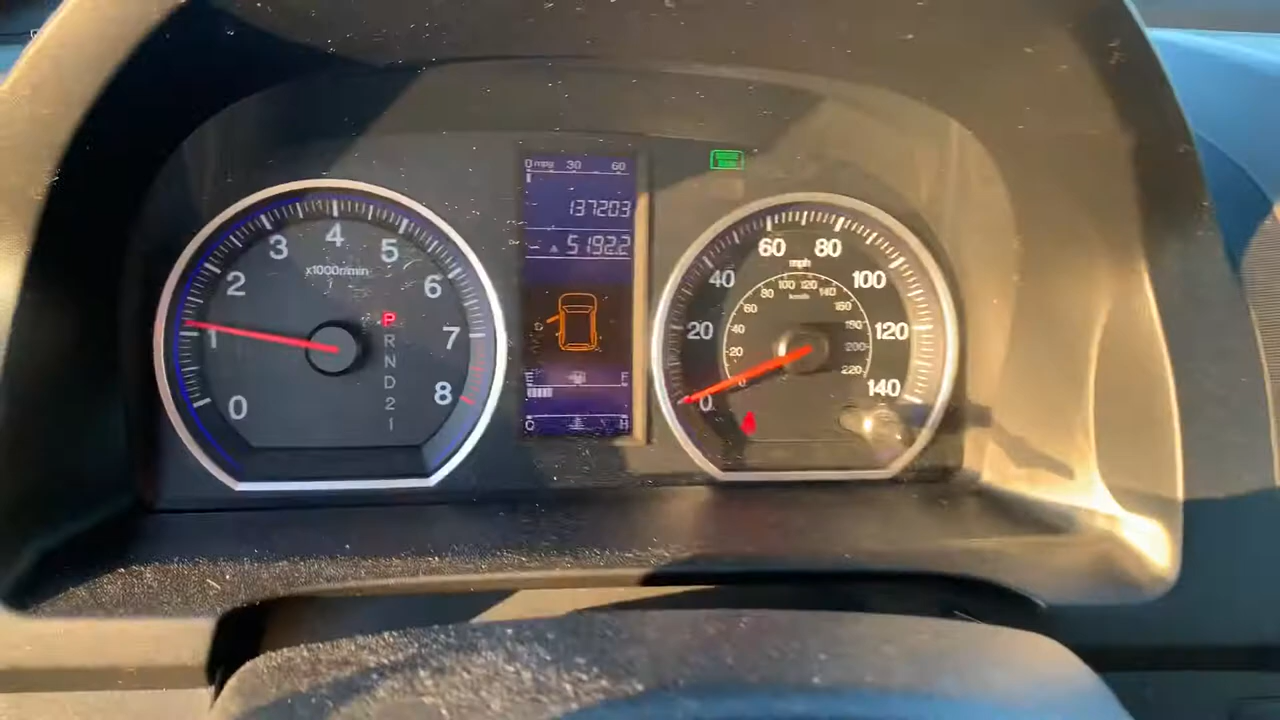 0 1 2 3 4 5 6 7 8
x1000r/min
P
R
N
D
2
1
0 mpg 30 60
137203
A 5192.2
E F
C H
0 20 40 60 80 100 120 140
mph
0 20 40 60 80 100 120 140 160 180 200 220
km/h